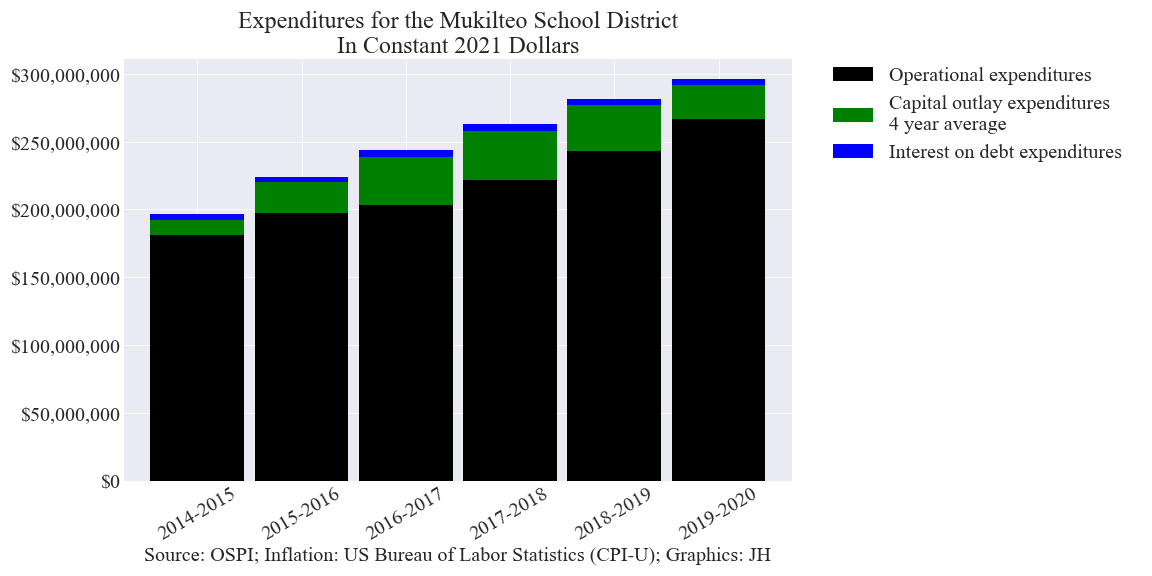 Expenditures for the Mukilteo School District
In Constant 2021 Dollars
$300,000,000
$250,000,000
$200,000,000
$150,000,000
$100,000,000
$50,000,000
$0
Operational expenditures
Capital outlay expenditures
4 year average
Interest on debt expenditures
2014-2015
2015-2016
2016-2017
2017-2018
2018-2019
2019-2020
Source: OSPI; Inflation: US Bureau of Labor Statistics (CPI-U); Graphics: JH